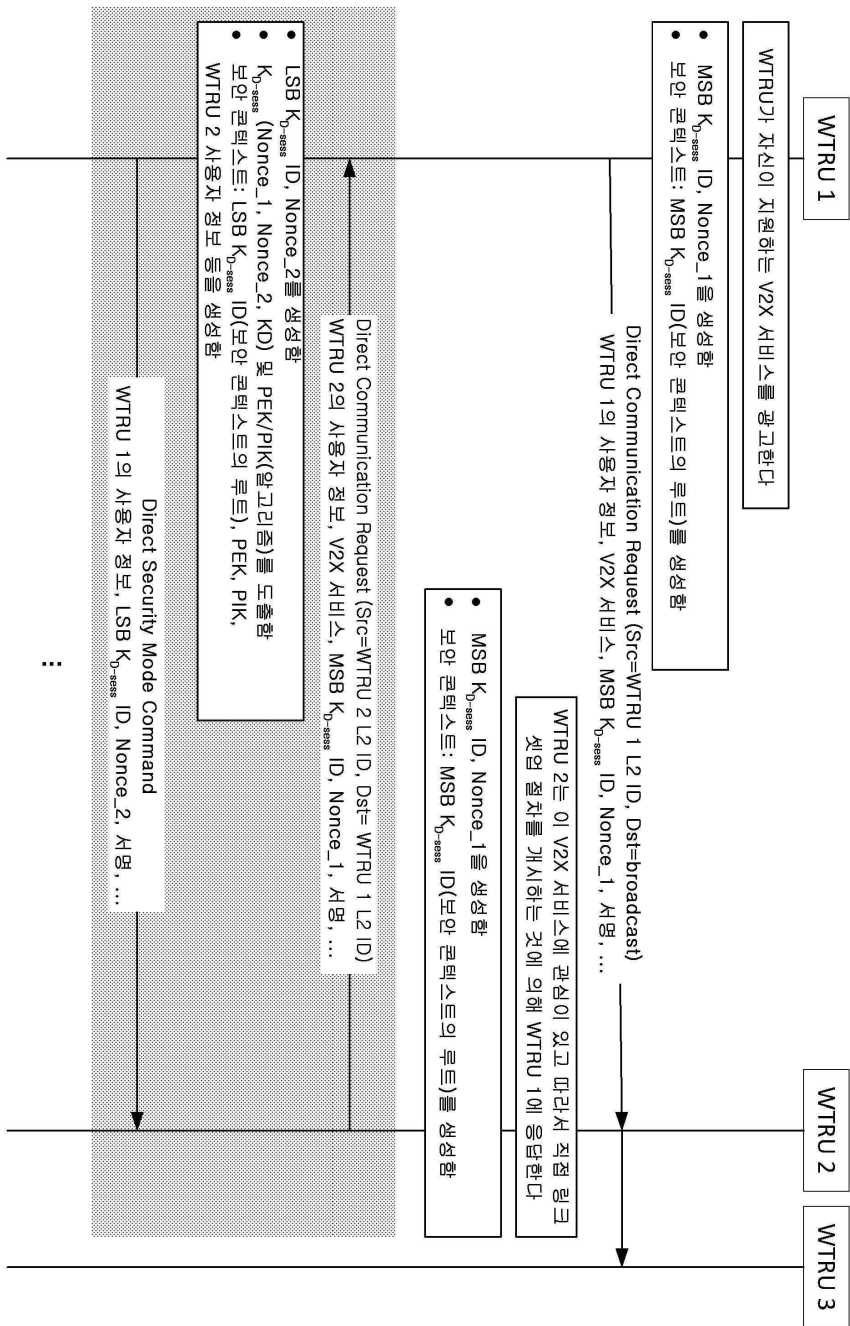 WTRU 1
WTRU 2
WTRU 3
WTRU가 자신이 지원하는 V2X 서비스를 광고한다
• MSB K_D-sess ID, Nonce_1을 생성함
• 보안 콘텍스트: MSB K_D-sess ID(보안 콘텍스트의 루트)를 생성함
Direct Communication Request (Src=WTRU 1 L2 ID, Dst=broadcast)
WTRU 1의 사용자 정보, V2X 서비스, MSB K_D-sess ID, Nonce_1, 서명, ...
WTRU 2는 이 V2X 서비스에 관심이 있고 따라서 직접 링크
셋업 절차를 개시하는 것에 의해 WTRU 1에 응답한다
• MSB K_D-sess ID, Nonce_1을 생성함
• 보안 콘텍스트: MSB K_D-sess ID(보안 콘텍스트의 루트)를 생성함
Direct Communication Request (Src=WTRU 2 L2 ID, Dst= WTRU 1 L2 ID)
WTRU 2의 사용자 정보, V2X 서비스, MSB K_D-sess ID, Nonce_1, 서명, ...
• LSB K_D-sess ID, Nonce_2를 생성함
• K_D-sess (Nonce_1, Nonce_2, KD) 및 PEK/PIK(알고리즘)를 도출함
• 보안 콘텍스트: LSB K_D-sess ID(보안 콘텍스트의 루트), PEK, PIK,
WTRU 2 사용자 정보 등을 생성함
Direct Security Mode Command
WTRU 1의 사용자 정보, LSB K_D-sess ID, Nonce_2, 서명, ...
...